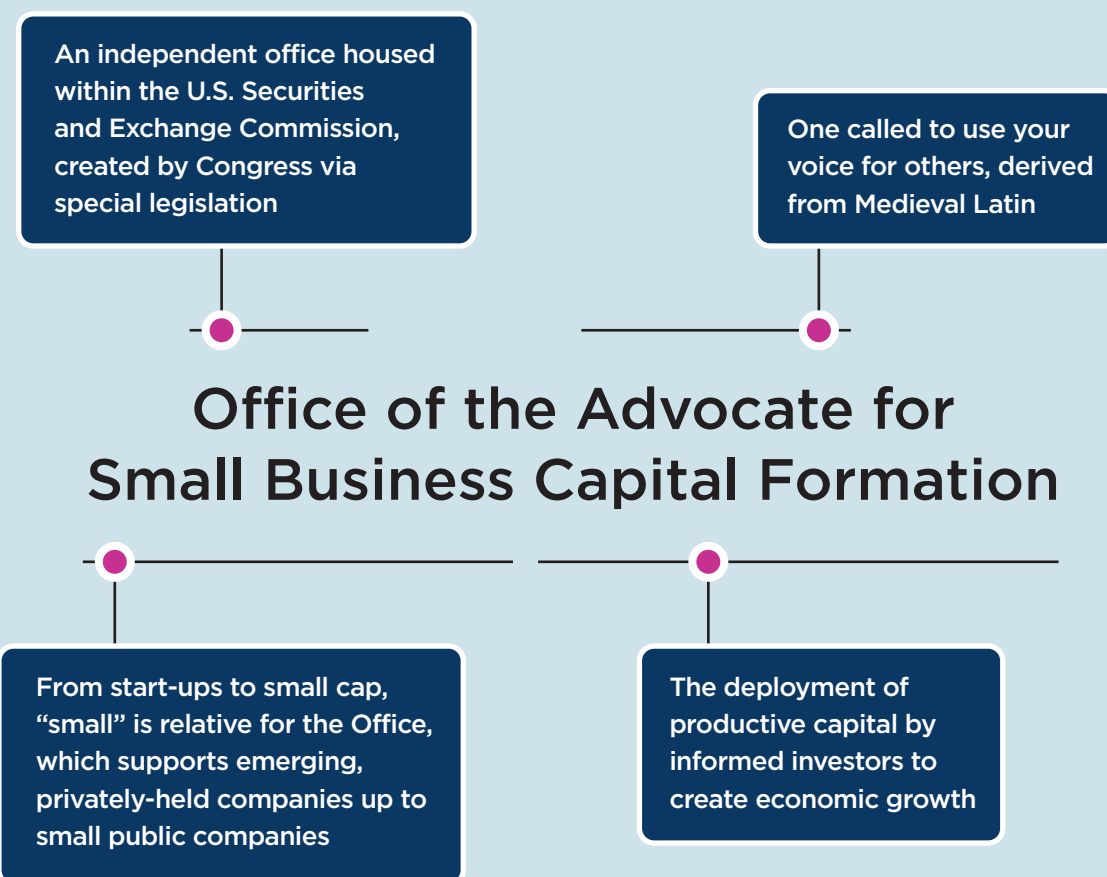 An independent office housed
within the U.S. Securities
and Exchange Commission,
created by Congress via
special legislation
One called to use your
voice for others, derived
from Medieval Latin
Office of the Advocate for
Small Business Capital Formation
From start-ups to small cap,
“small” is relative for the Office,
which supports emerging,
privately-held companies up to
small public companies
The deployment of
productive capital by
informed investors to
create economic growth